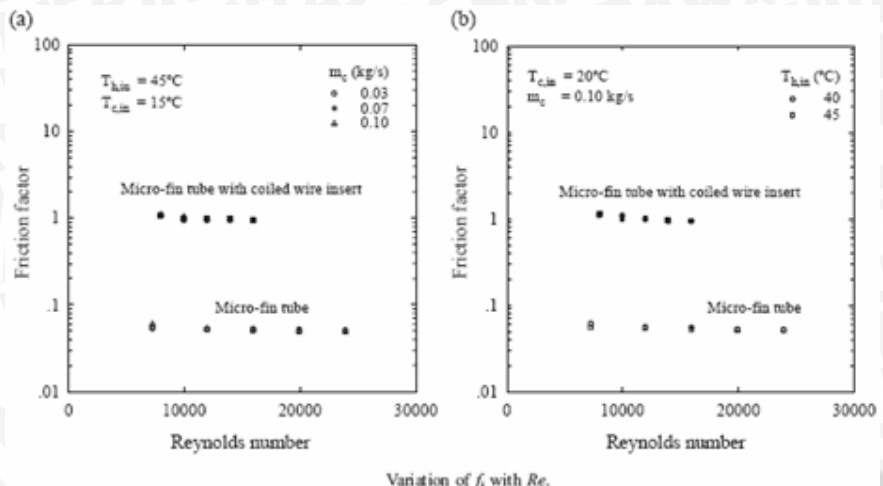 (a)
100
10
1
.1
.01
Friction factor
T_h,in = 45°C
T_c,in = 15°C
m_c (kg/s)
0.03
0.07
0.10
Micro-fin tube with coiled wire insert
Micro-fin tube
0 10000 20000 30000
Reynolds number
(b)
100
10
1
.1
.01
Friction factor
T_c,in = 20°C
m_c = 0.10 kg/s
T_h,in (°C)
40
45
Micro-fin tube with coiled wire insert
Micro-fin tube
0 10000 20000 30000
Reynolds number
Variation of f, with Re.